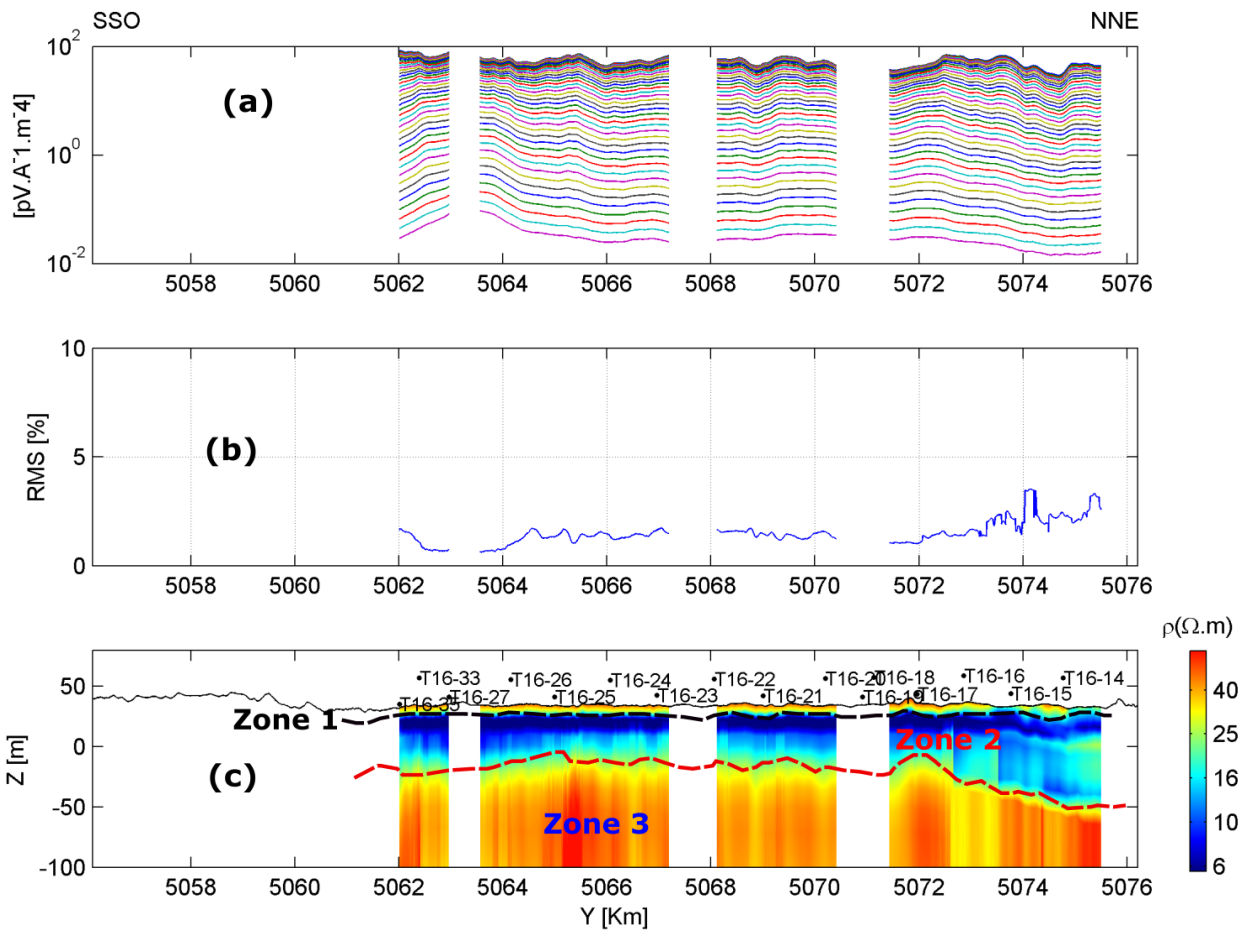 SSO NNE
10^2
10^0
10^-2
[pV.A^-1.m^-4]
(a)
5058 5060 5062 5064 5066 5068 5070 5072 5074 5076
10
5
0
RMS [%]
(b)
5058 5060 5062 5064 5066 5068 5070 5072 5074 5076
ρ(Ω.m)
50
0
-50
-100
Z [m]
T16-33 T16-26 T16-24 T16-22 T16-20 T16-18 T16-16 T16-14
T16-35 T16-27 T16-25 T16-23 T16-21 T16-19 T16-17 T16-15
Zone 1
Zone 2
(c)
Zone 3
40
25
16
10
6
5058 5060 5062 5064 5066 5068 5070 5072 5074 5076
Y [Km]